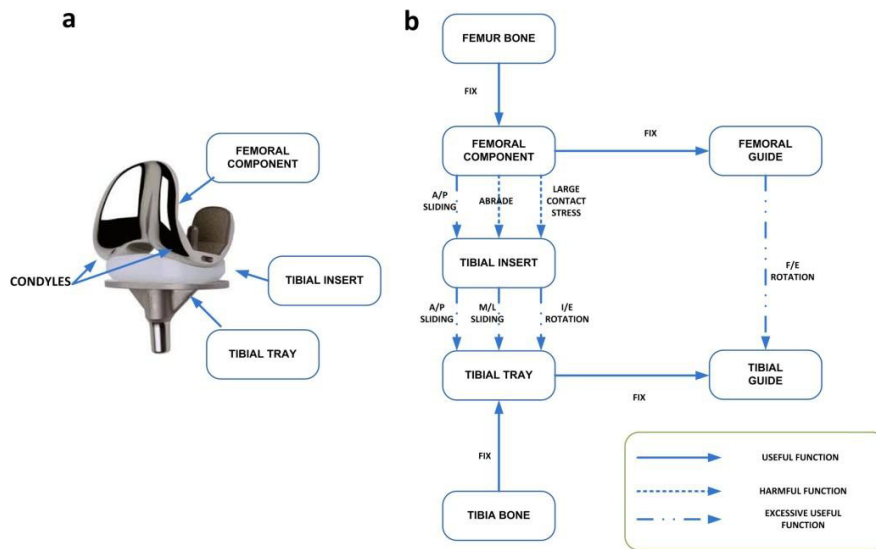 a
FEMORAL
COMPONENT
CONDYLES
TIBIAL INSERT
TIBIAL TRAY
b
FEMUR BONE
FIX
FEMORAL
COMPONENT
FIX
FEMORAL
GUIDE
A/P
SLIDING
ABRADE
LARGE
CONTACT
STRESS
TIBIAL INSERT
F/E
ROTATION
A/P
SLIDING
M/L
SLIDING
I/E
ROTATION
TIBIAL TRAY
FIX
TIBIAL
GUIDE
FIX
TIBIA BONE
USEFUL FUNCTION
HARMFUL FUNCTION
EXCESSIVE USEFUL
FUNCTION